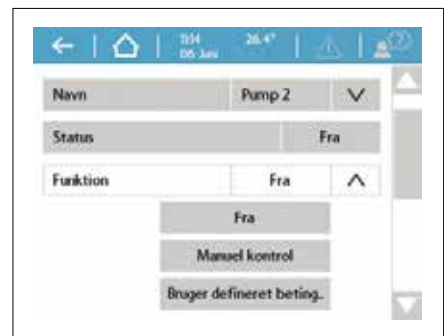 11:14 26.4°
06 Juni
Navn Pump 2
Status Fra
Funktion Fra
Fra
Manuel kontrol
Bruger defineret beting..